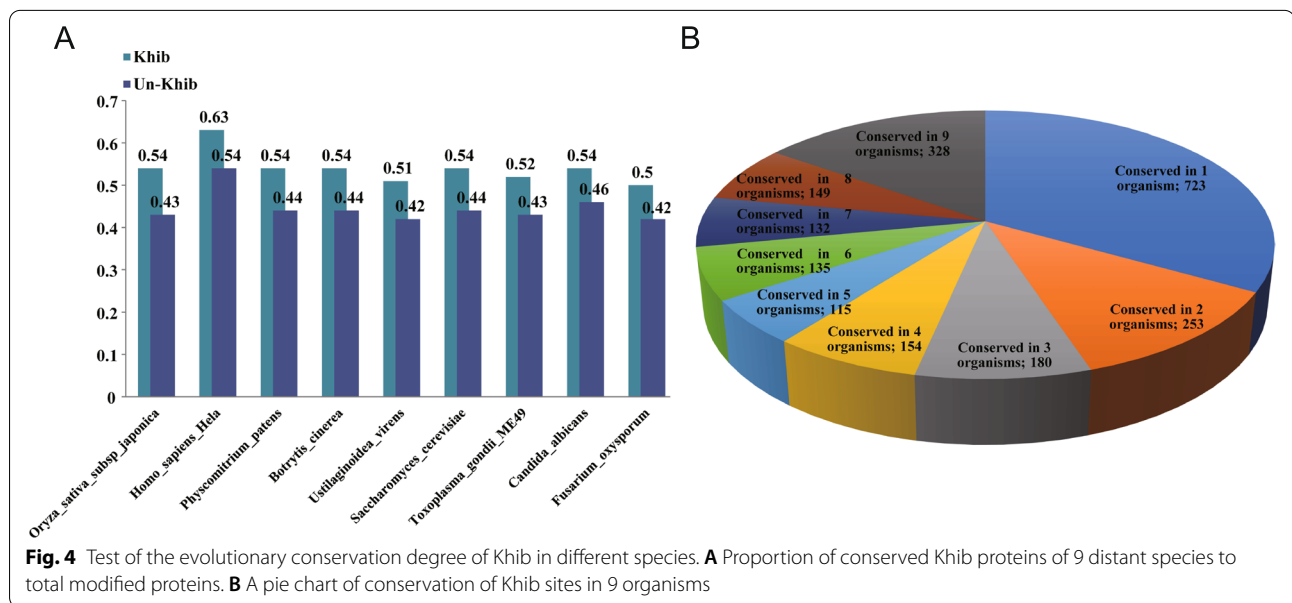 A
Khib
Un-Khib
0.7
0.6
0.5
0.4
0.3
0.2
0.1
0
0.54
0.43
0.63
0.54
0.54
0.44
0.54
0.44
0.51
0.42
0.54
0.44
0.52
0.43
0.54
0.46
0.5
0.42
Oryza_sativa_subsp_japonica
Homo_sapiens_Hela
Physcomitrium_patens
Botrytis_cinerea
Ustilaginoidea_virens
Saccharomyces_cerevisiae
Toxoplasma_gondii_ME49
Candida_albicans
Fusarium_oxysporum
B
Conserved in 1
organism; 723
Conserved in 2
organisms; 253
Conserved in 3
organisms; 180
Conserved in 4
organisms; 154
Conserved in 5
organisms; 115
Conserved in 6
organisms; 135
Conserved in 7
organisms; 132
Conserved in 8
organisms; 149
Conserved in 9
organisms; 328
Fig. 4 Test of the evolutionary conservation degree of Khib in different species. A Proportion of conserved Khib proteins of 9 distant species to
total modified proteins. B A pie chart of conservation of Khib sites in 9 organisms